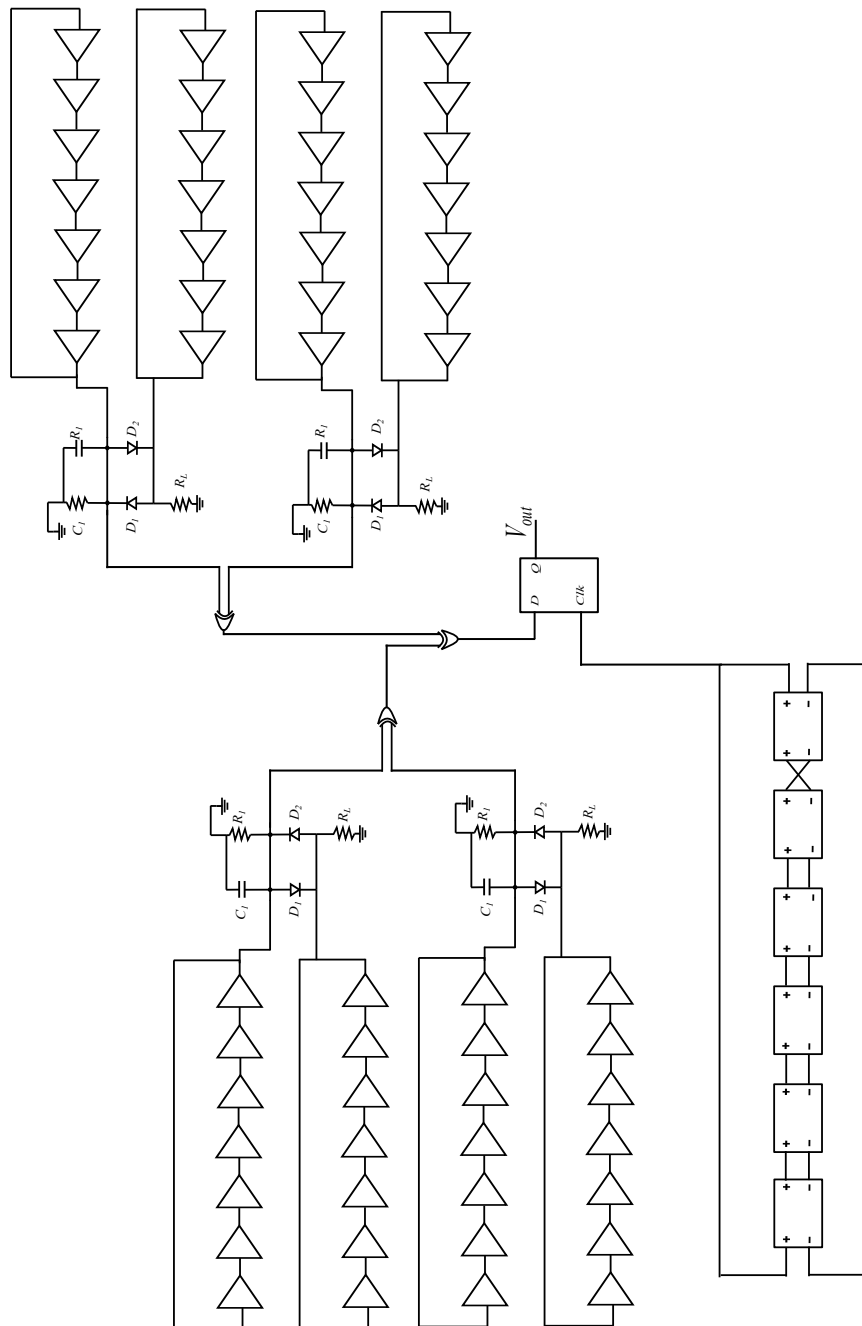 R1
D2
C1
D1
RL
R1
D2
C1
D1
RL
Vout
D Q
Clk
+ −
+ −
R1
D2
RL
C1
D1
R1
D2
RL
C1
D1
+ −
+ −
+ −
+ −
+ −
+ −
+ −
+ −
+ −
+ −